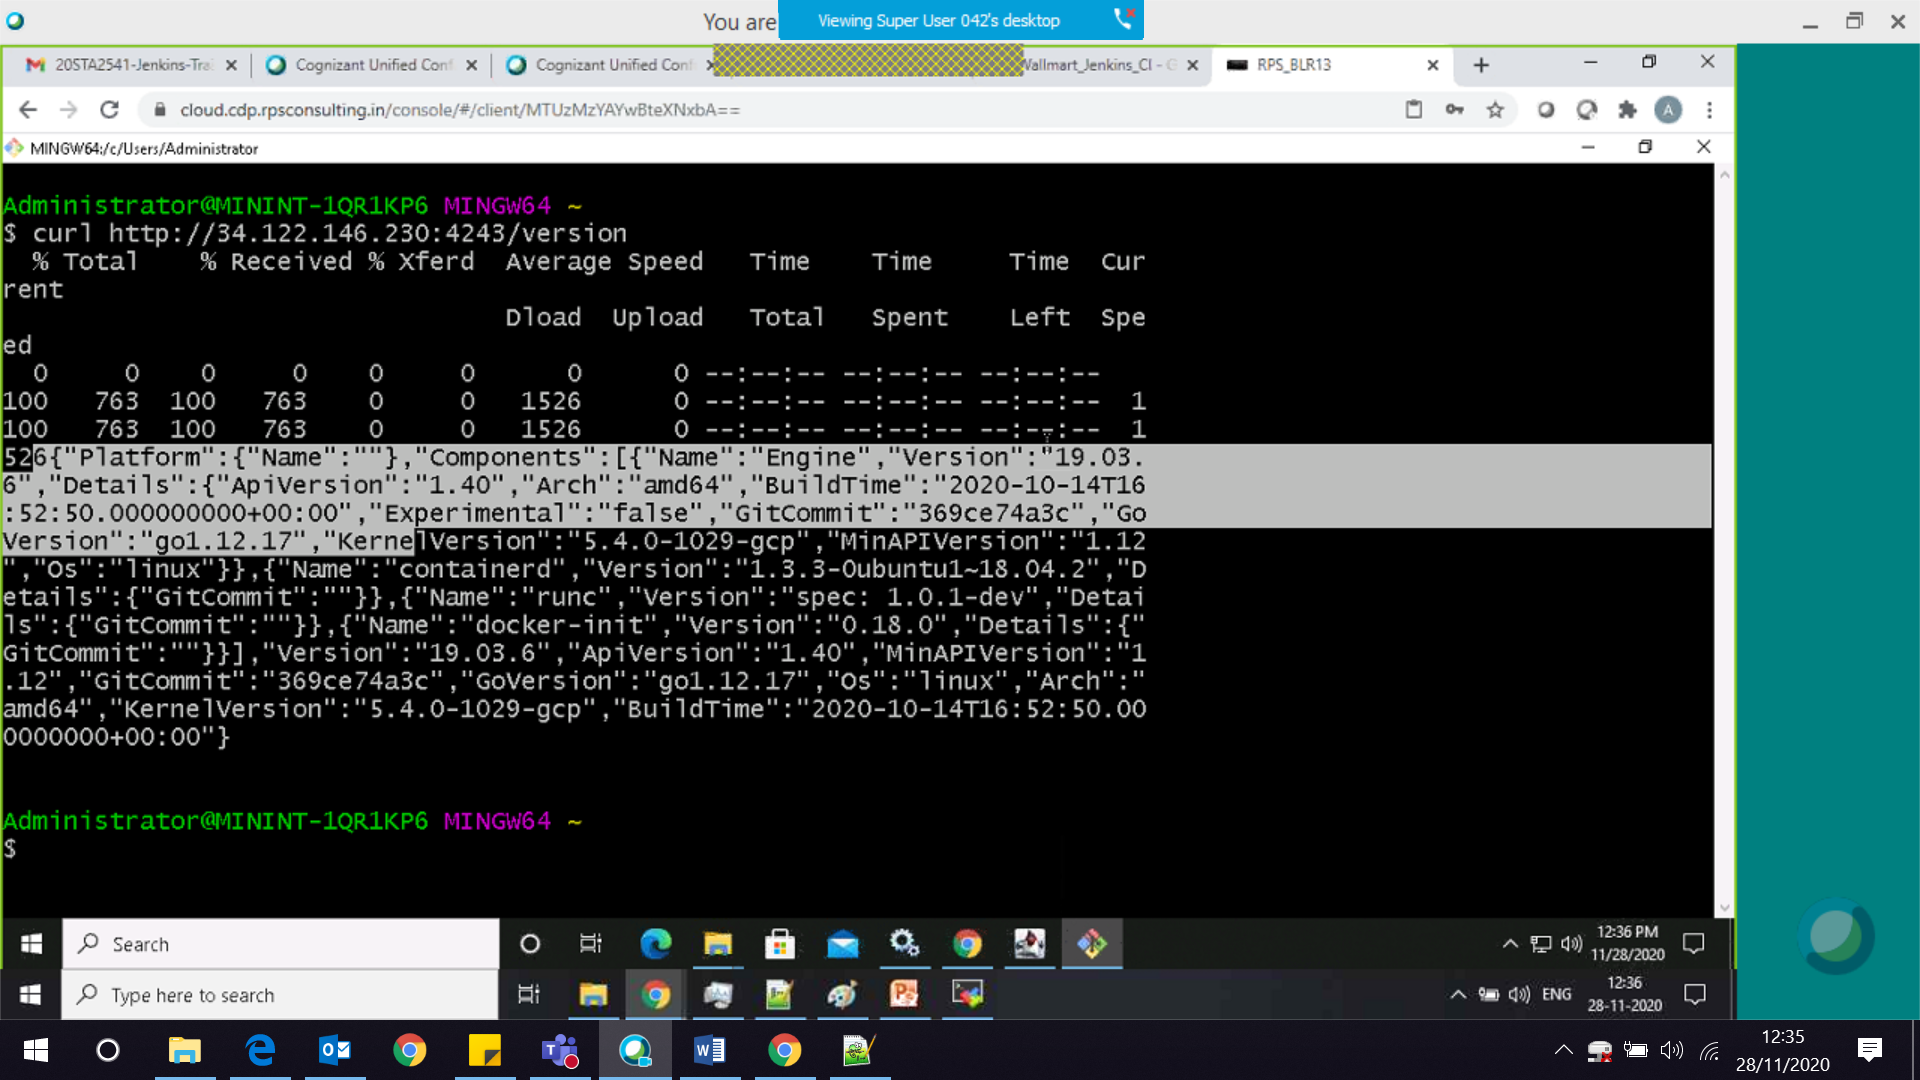 You are
Viewing Super User 042's desktop
20STA2541-Jenkins-Tra
Cognizant Unified Conf
Cognizant Unified Con
Wallmart_Jenkins_CI - G
RPS_BLR13
cloud.cdp.rpsconsulting.in/console/#/client/MTUzMzYAYwBteXNxbA==
A
MINGW64:/c/Users/Administrator
Administrator@MININT-1QR1KP6 MINGW64 ~
$ curl http://34.122.146.230:4243/version
% Total % Received % Xferd Average Speed Time Time Time Cur
rent
Dload Upload Total Spent Left Spe
ed
0 0 0 0 0 0 0 0 --:--:-- --:--:-- --:--:--
100 763 100 763 0 0 1526 0 --:--:-- --:--:-- --:--:-- 1
100 763 100 763 0 0 1526 0 --:--:-- --:--:-- --:--:-- 1
526{"Platform":{"Name":""},"Components":[{"Name":"Engine","Version":"19.03.
6","Details":{"ApiVersion":"1.40","Arch":"amd64","BuildTime":"2020-10-14T16
:52:50.000000000+00:00","Experimental":"false","GitCommit":"369ce74a3c","Go
Version":"go1.12.17","KernelVersion":"5.4.0-1029-gcp","MinAPIVersion":"1.12
","Os":"linux"}},{"Name":"containerd","Version":"1.3.3-0ubuntu1~18.04.2","D
etails":{"GitCommit":""}},{"Name":"runc","Version":"spec: 1.0.1-dev","Detai
ls":{"GitCommit":""}},{"Name":"docker-init","Version":"0.18.0","Details":{"
GitCommit":""}}],"Version":"19.03.6","ApiVersion":"1.40","MinAPIVersion":"1
.12","GitCommit":"369ce74a3c","GoVersion":"go1.12.17","Os":"linux","Arch":"
amd64","KernelVersion":"5.4.0-1029-gcp","BuildTime":"2020-10-14T16:52:50.00
0000000+00:00"}
Administrator@MININT-1QR1KP6 MINGW64 ~
$
Search
12:36 PM
11/28/2020
Type here to search
ENG
12:36
28-11-2020
12:35
28/11/2020